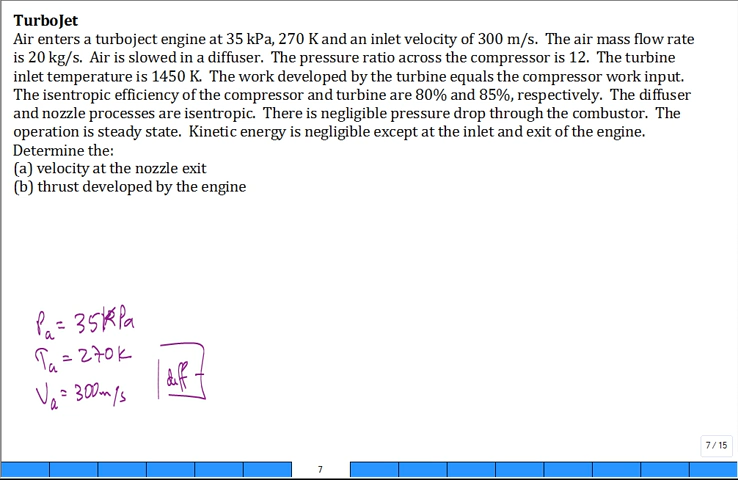 TurboJet
Air enters a turboject engine at 35 kPa, 270 K and an inlet velocity of 300 m/s. The air mass flow rate
is 20 kg/s. Air is slowed in a diffuser. The pressure ratio across the compressor is 12. The turbine
inlet temperature is 1450 K. The work developed by the turbine equals the compressor work input.
The isentropic efficiency of the compressor and turbine are 80% and 85%, respectively. The diffuser
and nozzle processes are isentropic. There is negligible pressure drop through the combustor. The
operation is steady state. Kinetic energy is negligible except at the inlet and exit of the engine.
Determine the:
(a) velocity at the nozzle exit
(b) thrust developed by the engine
Pa = 35KPa
Ta = 270K
diff
Va = 300m/s
7 / 15
7